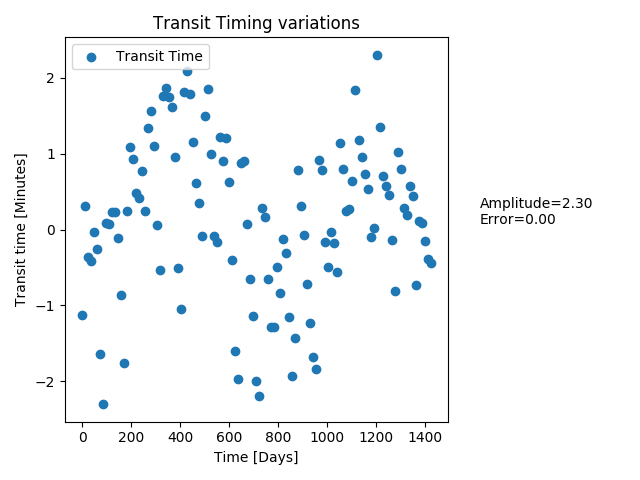 Transit Timing variations
Transit Time
2
1
0
−1
−2
Transit time [Minutes]
0 200 400 600 800 1000 1200 1400
Time [Days]
Amplitude=2.30
Error=0.00